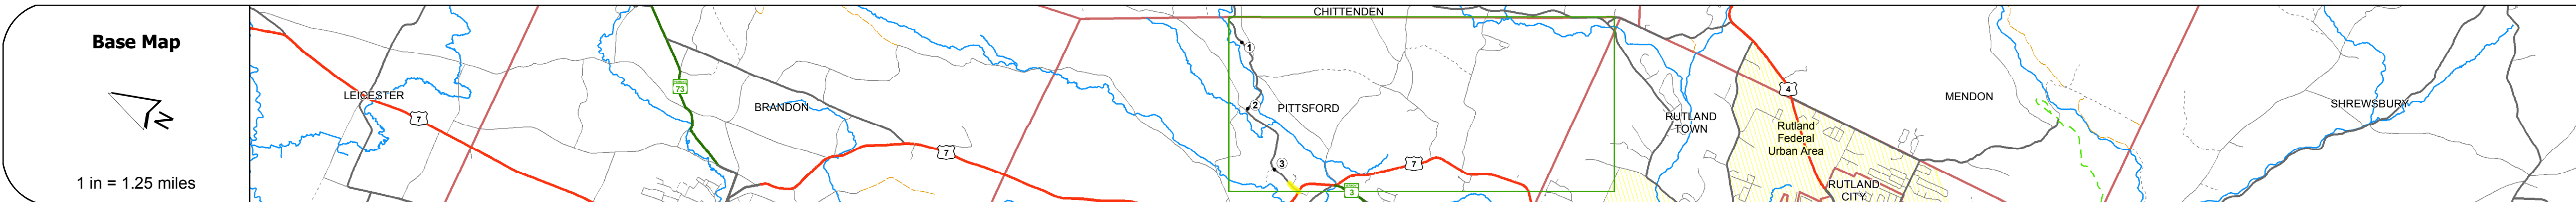 Base Map
N
1 in = 1.25 miles
CHITTENDEN
LEICESTER
7
73
BRANDON
7
1
2
3
PITTSFORD
7
3
RUTLAND
TOWN
4
Rutland
Federal
Urban Area
RUTLAND
CITY
MENDON
SHREWSBURY